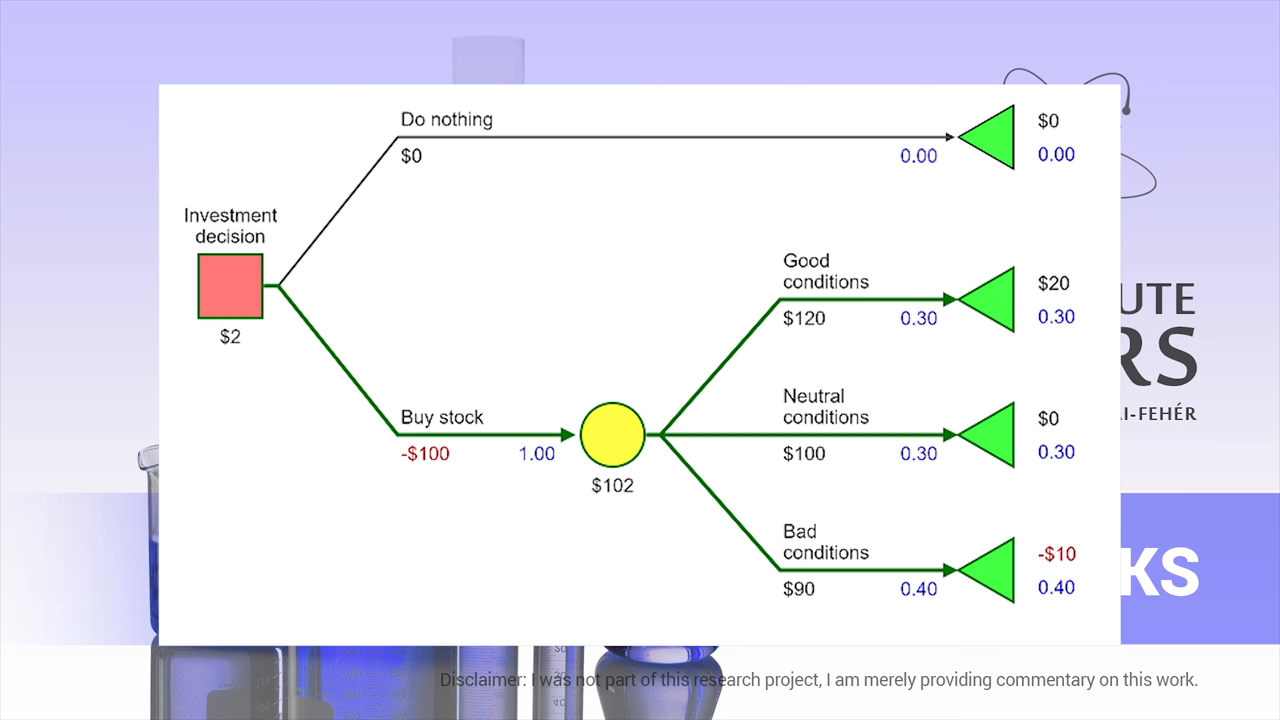 Do nothing
$0
0.00
$0
0.00
Investment
decision
$2
Buy stock
-$100
1.00
$102
Good
conditions
$120
0.30
$20
0.30
Neutral
conditions
$100
0.30
$0
0.30
Bad
conditions
$90
0.40
-$10
0.40
UTE
RS
AI-FEHÉR
KS
Disclaimer: I was not part of this research project, I am merely providing commentary on this work.